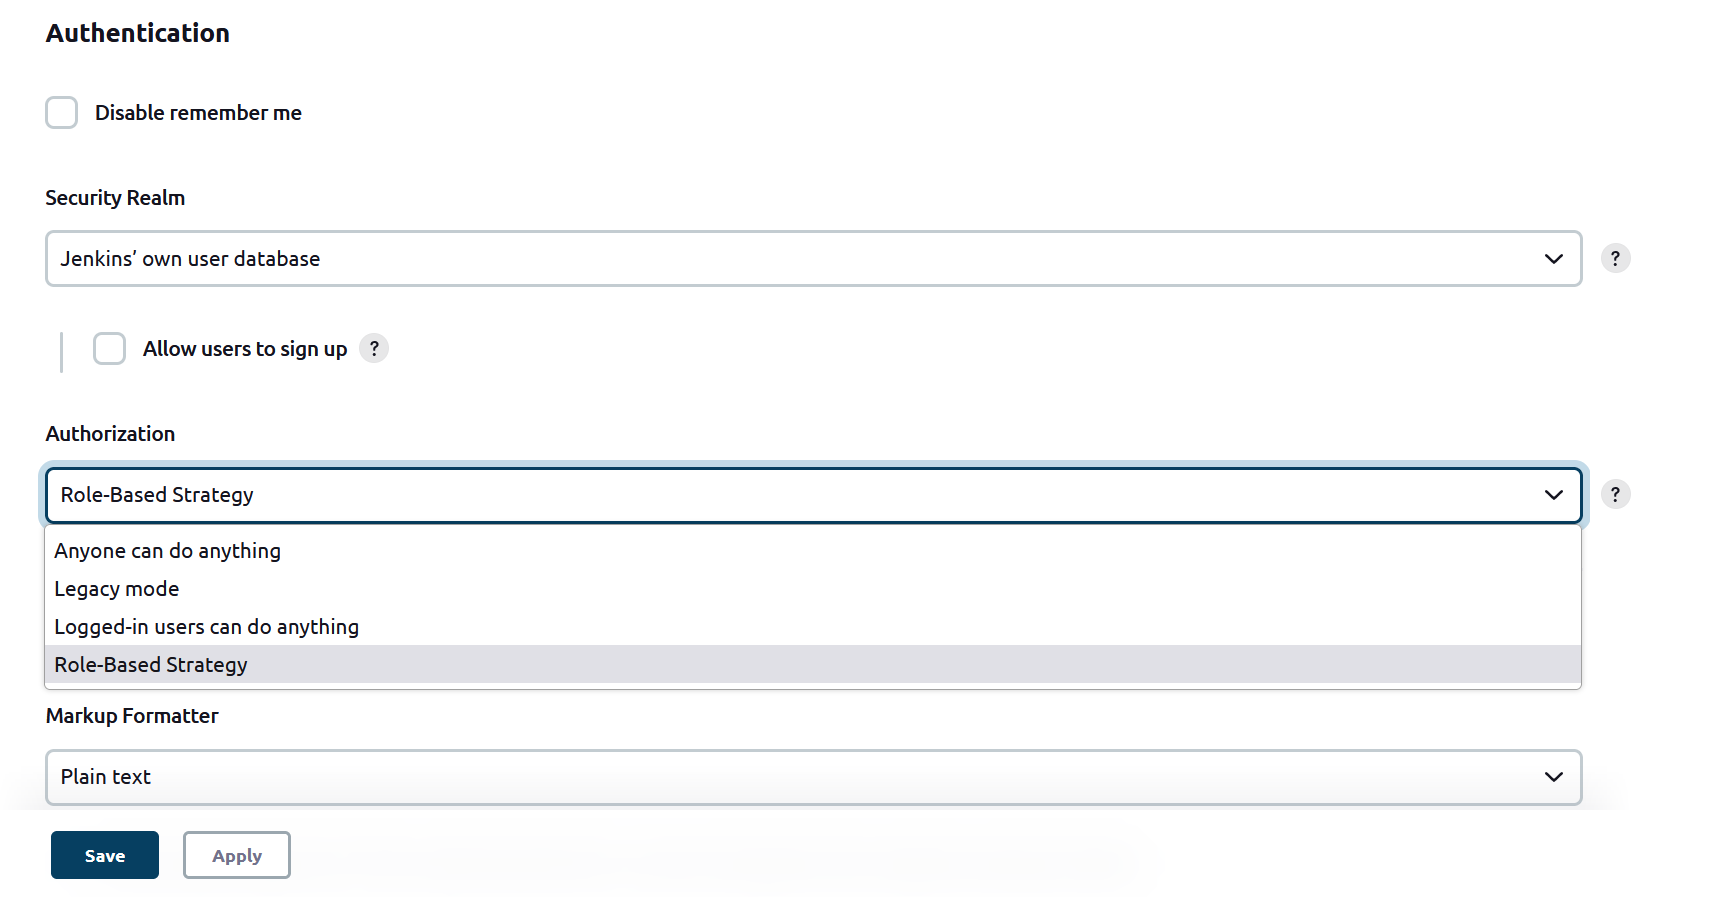 Authentication
Disable remember me
Security Realm
Jenkins’ own user database
?
Allow users to sign up ?
Authorization
Role-Based Strategy
?
Anyone can do anything
Legacy mode
Logged-in users can do anything
Role-Based Strategy
Markup Formatter
Plain text
Save Apply